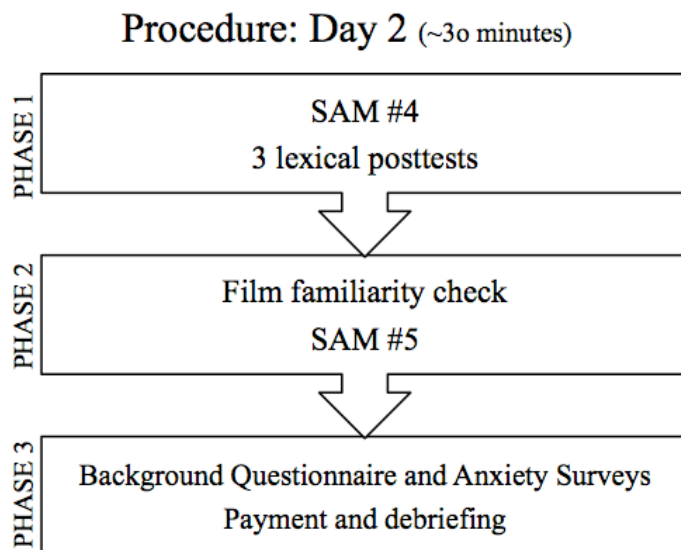 Procedure: Day 2 (~3o minutes)
PHASE 1
SAM #4
3 lexical posttests
PHASE 2
Film familiarity check
SAM #5
PHASE 3
Background Questionnaire and Anxiety Surveys
Payment and debriefing